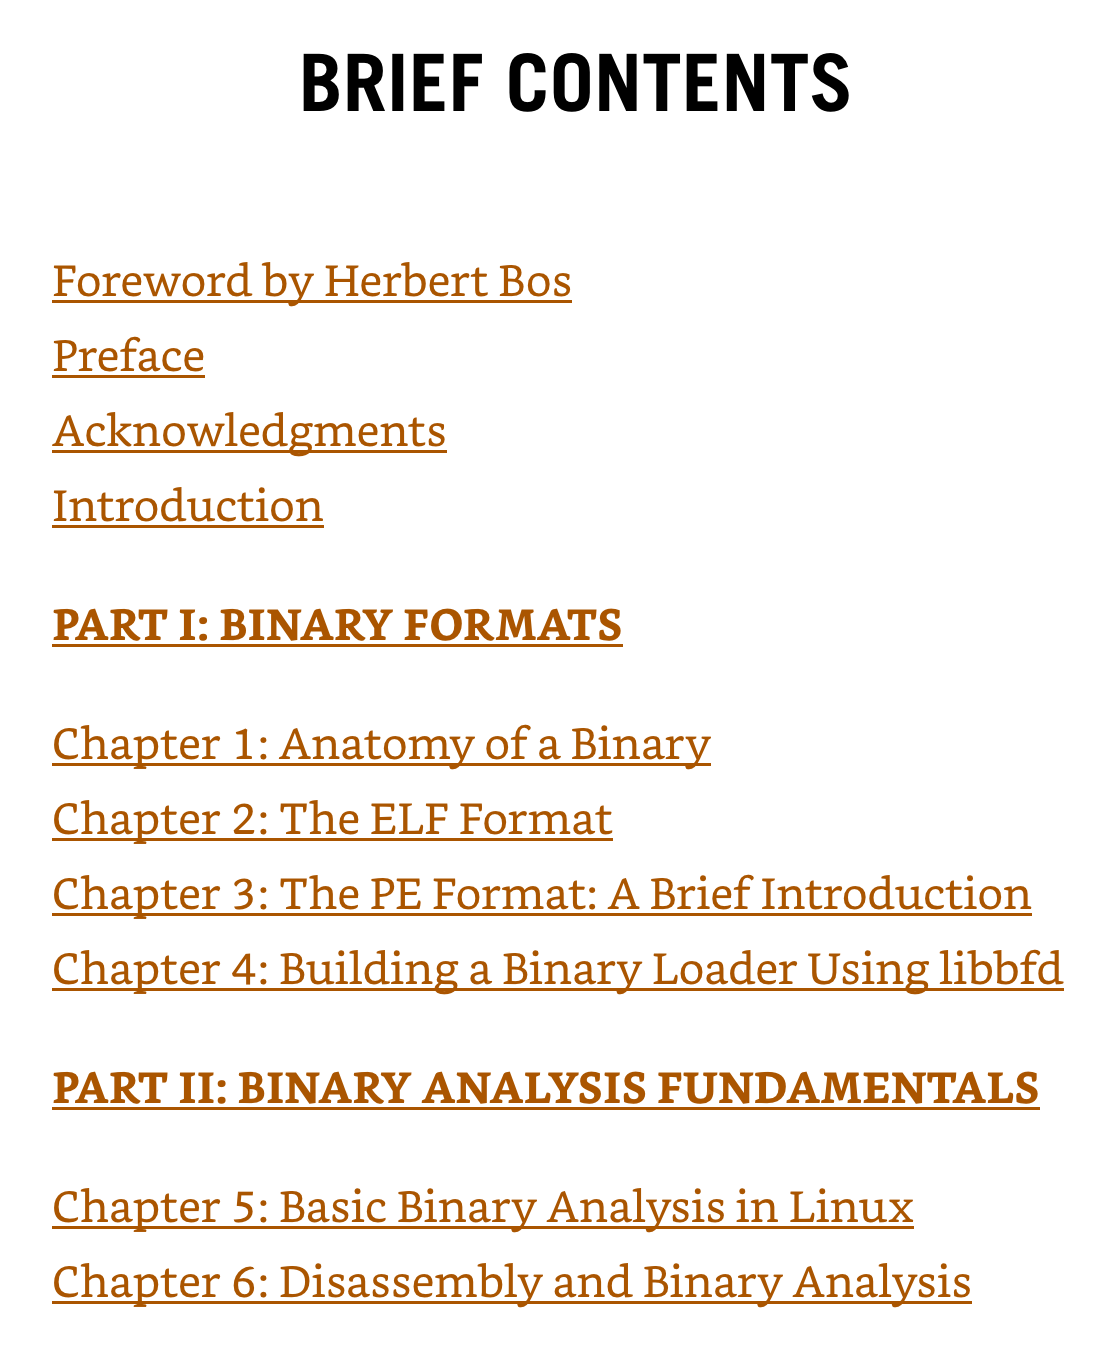 BRIEF CONTENTS
Foreword by Herbert Bos
Preface
Acknowledgments
Introduction
PART I: BINARY FORMATS
Chapter 1: Anatomy of a Binary
Chapter 2: The ELF Format
Chapter 3: The PE Format: A Brief Introduction
Chapter 4: Building a Binary Loader Using libbfd
PART II: BINARY ANALYSIS FUNDAMENTALS
Chapter 5: Basic Binary Analysis in Linux
Chapter 6: Disassembly and Binary Analysis